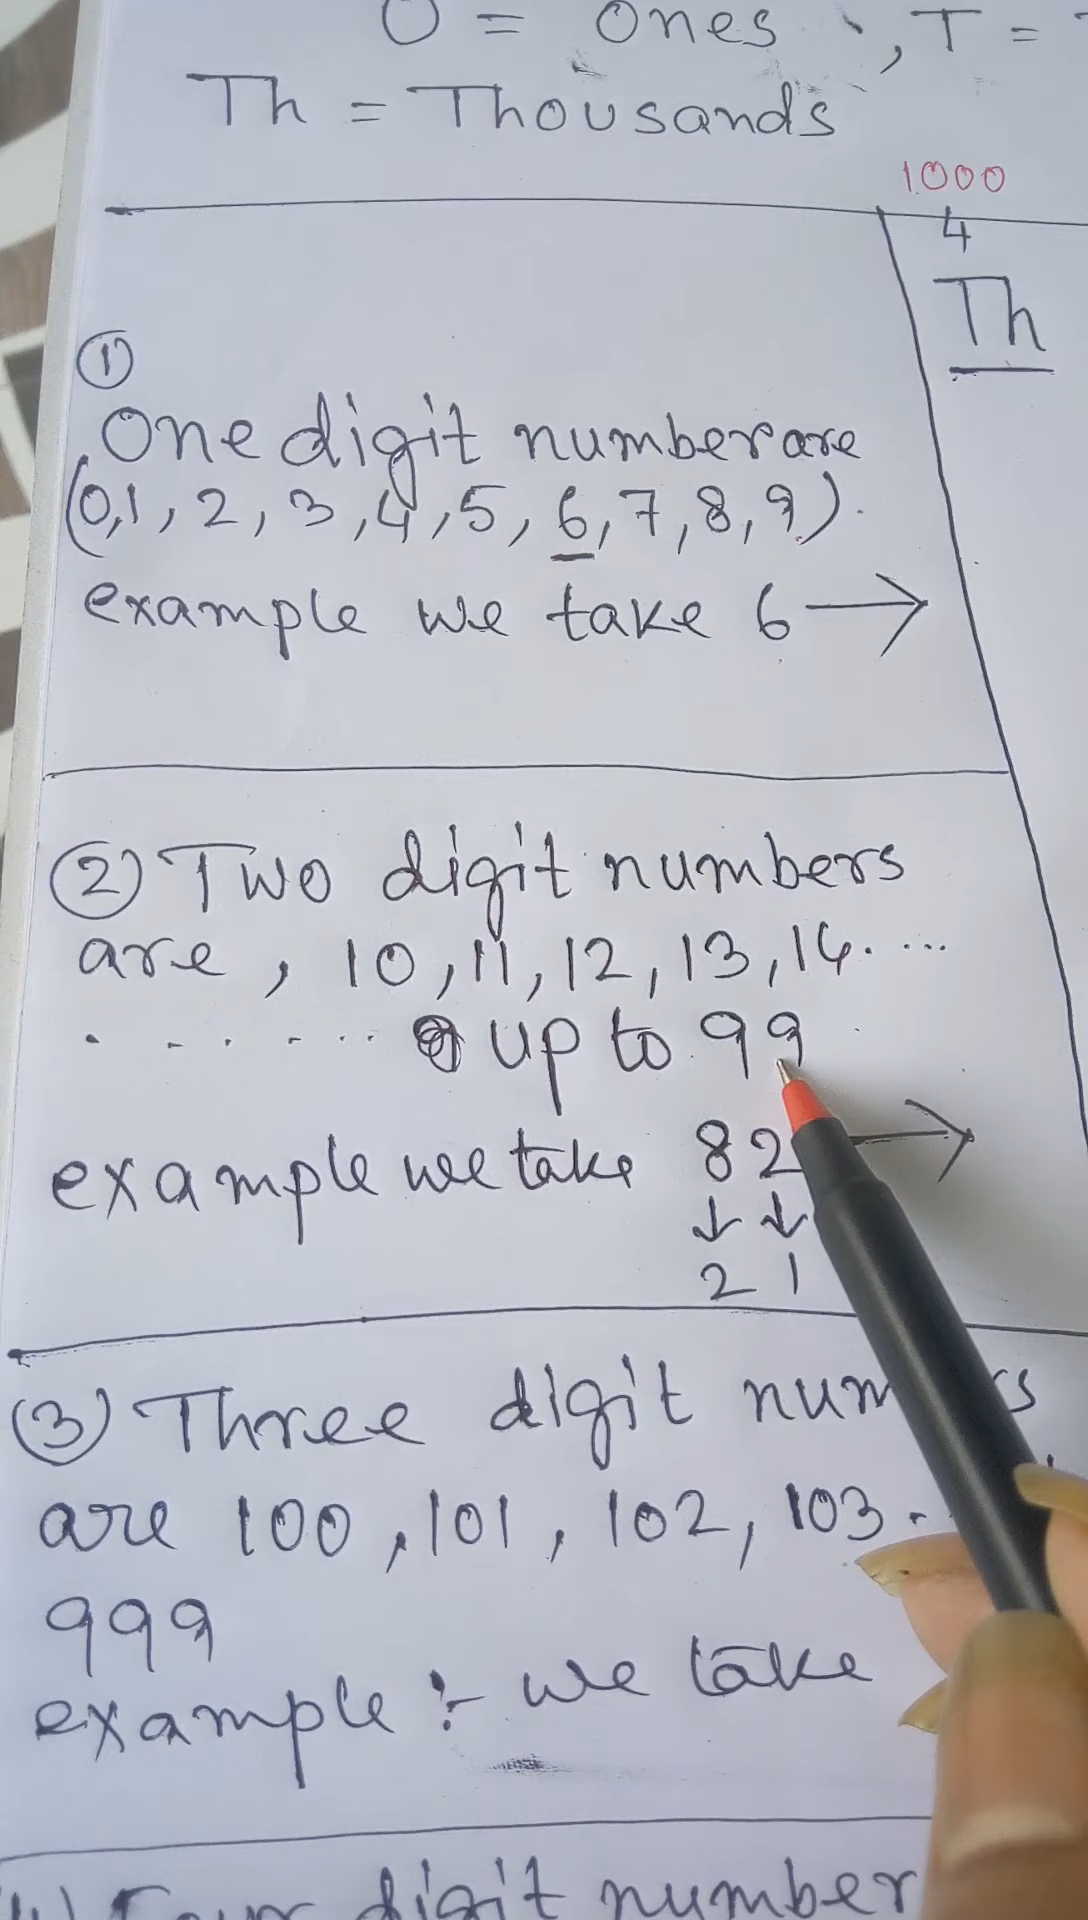 O = Ones , T =
Th = Thousands
1000
4
Th
①
One digit number are
(0,1, 2, 3, 4, 5, 6, 7, 8, 9).
example we take 6 →
② Two digit numbers
are, 10, 11, 12, 13, 14. ...
. . . . . . . . up to 99
example we take 82 →
↓ ↓
2 1
③ Three digit num s
are 100, 101, 102, 103.
999
example :- we take
digit number